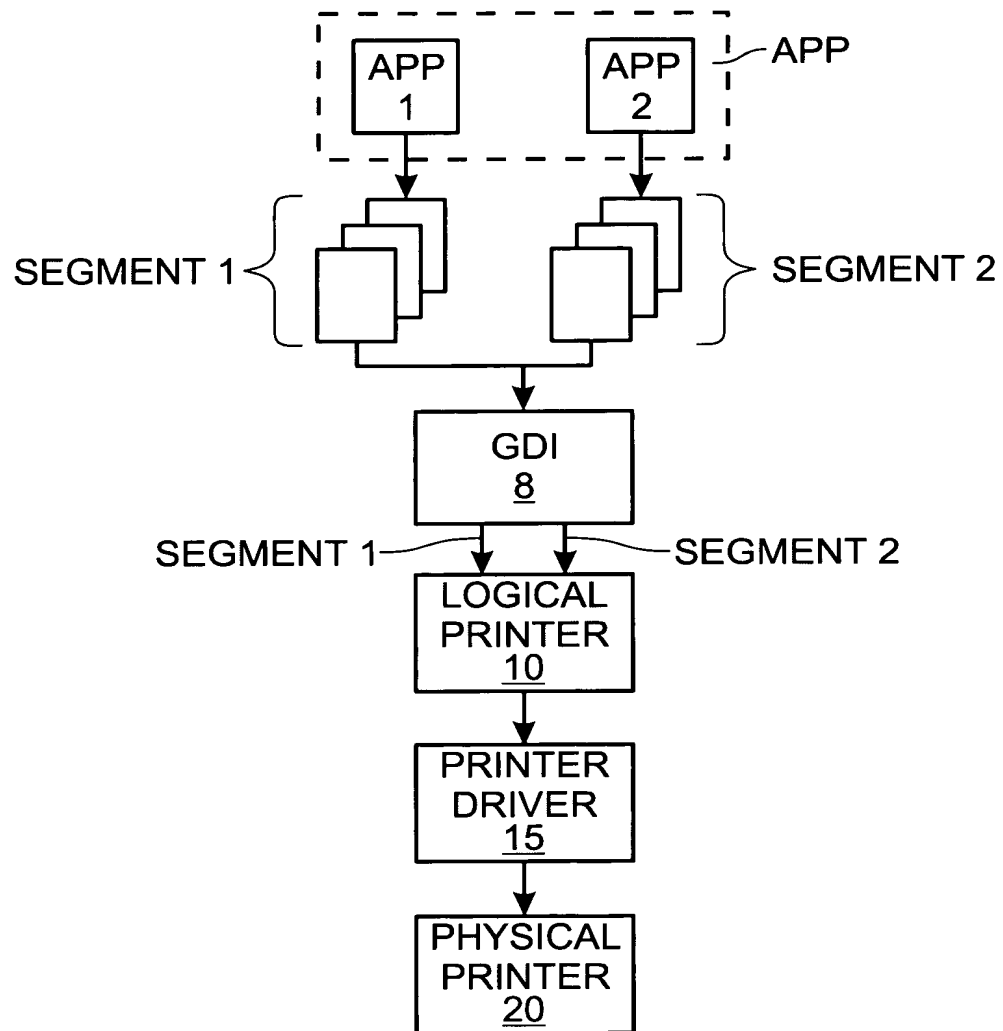 APP
1
APP
2
APP
SEGMENT 1
SEGMENT 2
GDI
8
SEGMENT 1
SEGMENT 2
LOGICAL
PRINTER
10
PRINTER
DRIVER
15
PHYSICAL
PRINTER
20